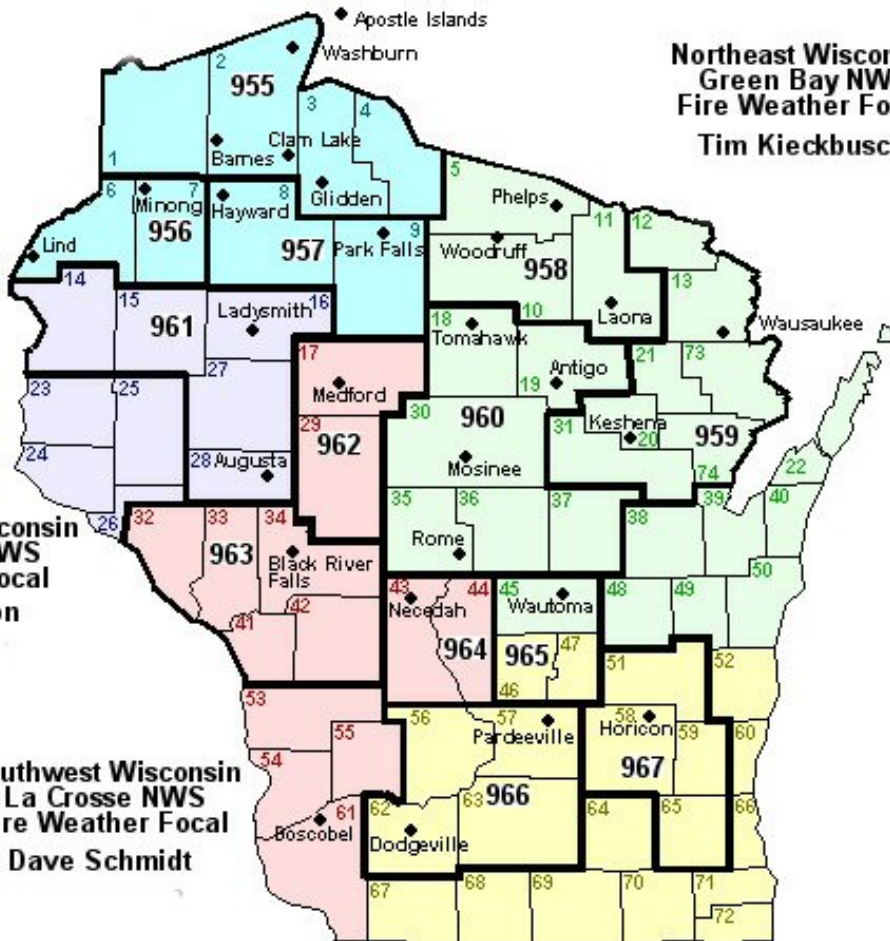 Apostle Islands
Washburn
Northeast Wiscon
Green Bay NW
Fire Weather Fo
Tim Kieckbusc
2
955
3
4
1
Barnes
Clam Lake
Glidden
5
Phelps
6
Minong
7
956
Hayward
8
957
9
Park Falls
Lind
Woodruff
958
10
11
Laona
12
13
Wausaukee
14
15
961
Ladysmith
16
17
Medford
18
Tomahawk
19
Antigo
21
73
23
25
27
24
28
Augusta
26
29
962
30
960
Mosinee
31
Keshena
20
959
74
22
consin
WS
ocal
on
32
33
34
963
Black River
Falls
41
42
35
36
37
Rome
38
39
40
50
48
49
43
44
Necedah
964
45
Wautoma
965
46
47
51
52
53
54
55
56
57
Pardeeville
58
Horicon
59
60
967
uthwest Wisconsin
La Crosse NWS
re Weather Focal
Dave Schmidt
61
Boscobel
62
Dodgeville
63
966
64
65
66
67
68
69
70
71
72